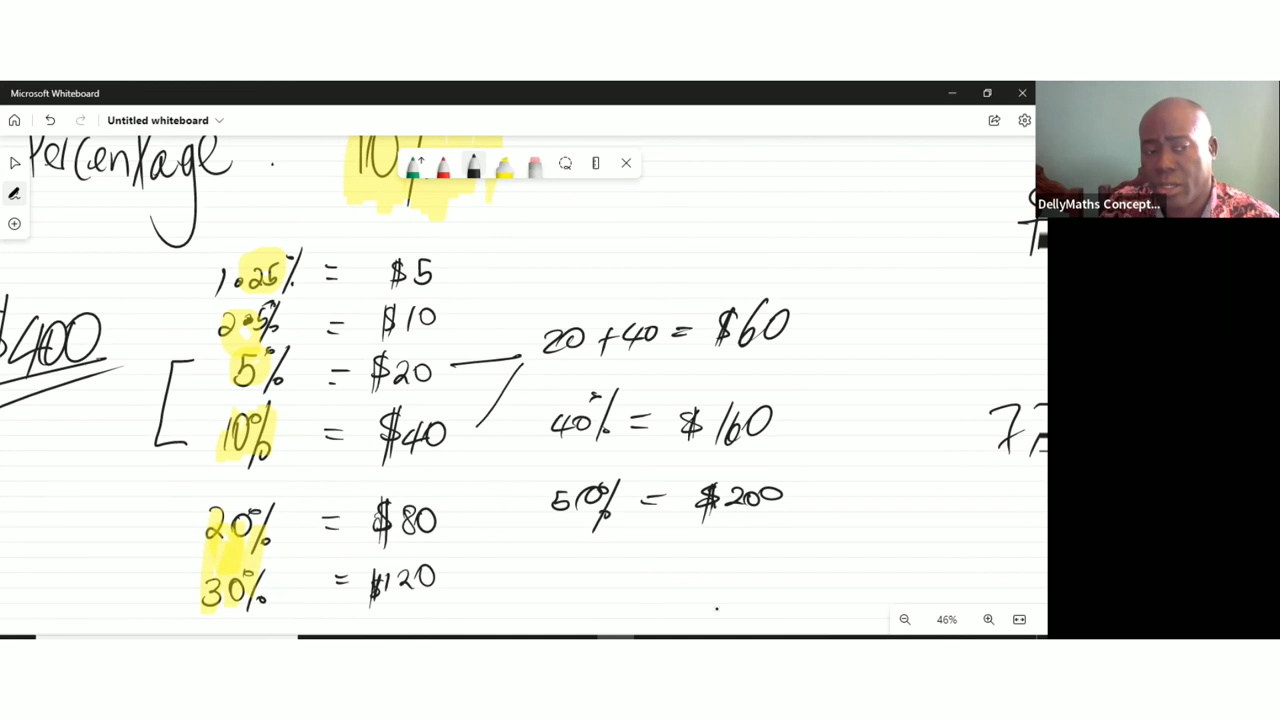 Microsoft Whiteboard
Untitled whiteboard
Percentage . 10%
$400
1.25% = $5
2.5% = $10
5% = $20
10% = $40
20% = $80
30% = $120
20 + 40 = $60
40% = $160
50% = $200
DellyMaths Concept...
46%